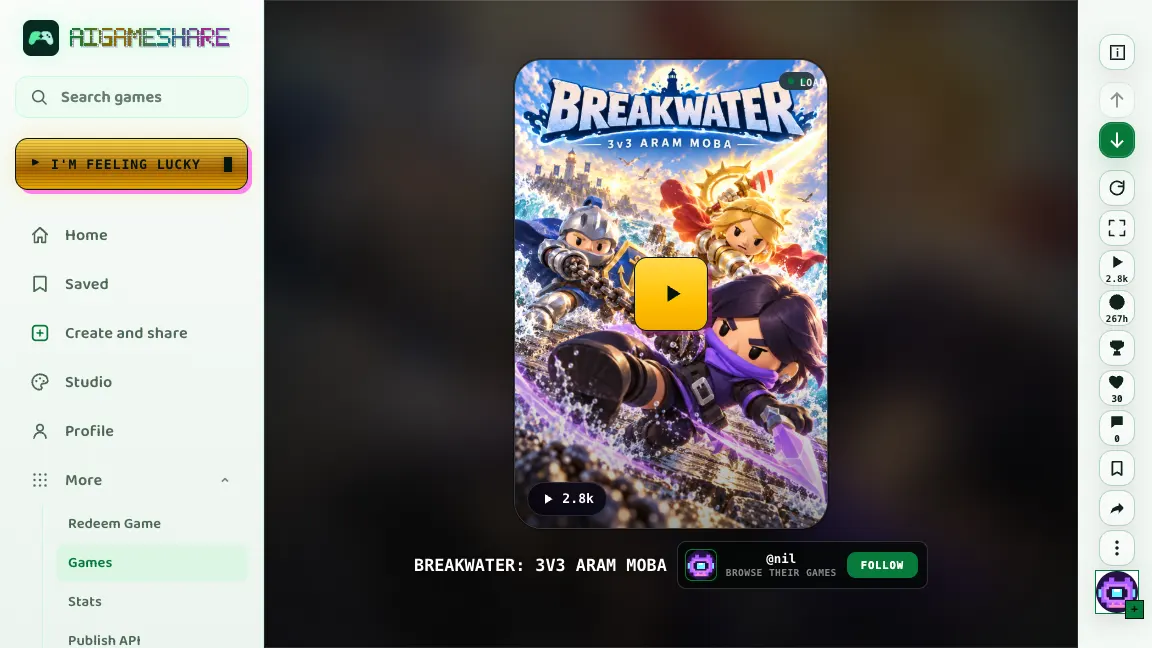 AIGAMESHARE
Search games
I'M FEELING LUCKY
Home
Saved
Create and share
Studio
Profile
More
Redeem Game
Games
Stats
Publish API
BREAKWATER
3v3 ARAM MOBA
2.8k
BREAKWATER: 3V3 ARAM MOBA
@nil
BROWSE THEIR GAMES
FOLLOW
2.8k
267h
30
0